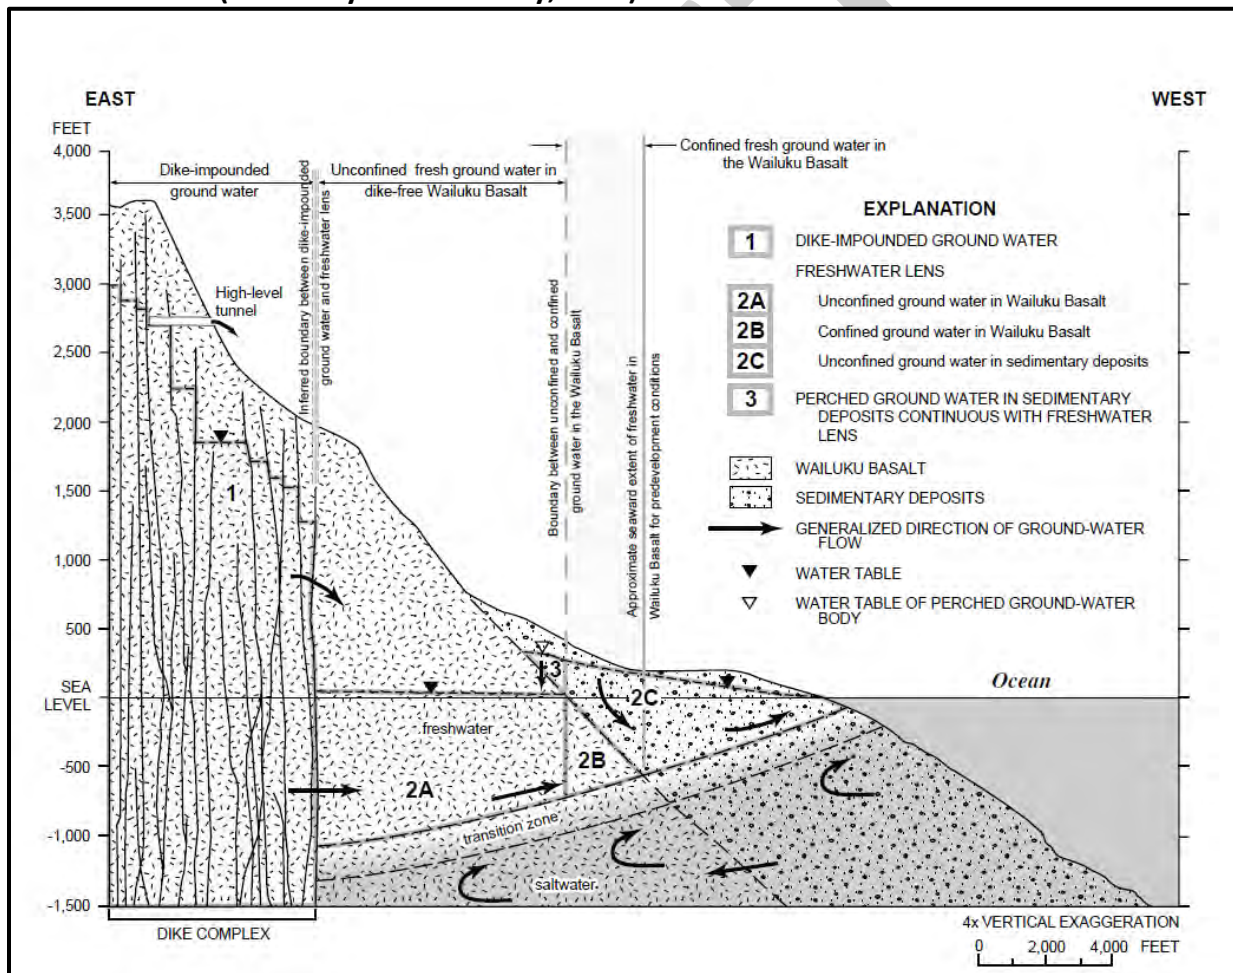 EAST
WEST
FEET
4,000
3,500
3,000
2,500
2,000
1,500
1,000
500
SEA
LEVEL
-500
-1,000
-1,500
Dike-impounded
ground water
Unconfined fresh ground water in
dike-free Wailuku Basalt
Confined fresh ground water in
the Wailuku Basalt
High-level
tunnel
Inferred boundary between dike-impounded
ground water and freshwater lens
Boundary between unconfined and confined
ground water in the Wailuku Basalt
Approximate seaward extent of freshwater in
Wailuku Basalt for predevelopment conditions
EXPLANATION
1 DIKE-IMPOUNDED GROUND WATER
FRESHWATER LENS
2A Unconfined ground water in Wailuku Basalt
2B Confined ground water in Wailuku Basalt
2C Unconfined ground water in sedimentary deposits
3 PERCHED GROUND WATER IN SEDIMENTARY
DEPOSITS CONTINUOUS WITH FRESHWATER
LENS
WAILUKU BASALT
SEDIMENTARY DEPOSITS
GENERALIZED DIRECTION OF GROUND-WATER
FLOW
WATER TABLE
WATER TABLE OF PERCHED GROUND-WATER
BODY
1
3
2C
Ocean
freshwater
2B
2A
transition zone
saltwater
DIKE COMPLEX
4x VERTICAL EXAGGERATION
0 2,000 4,000 FEET